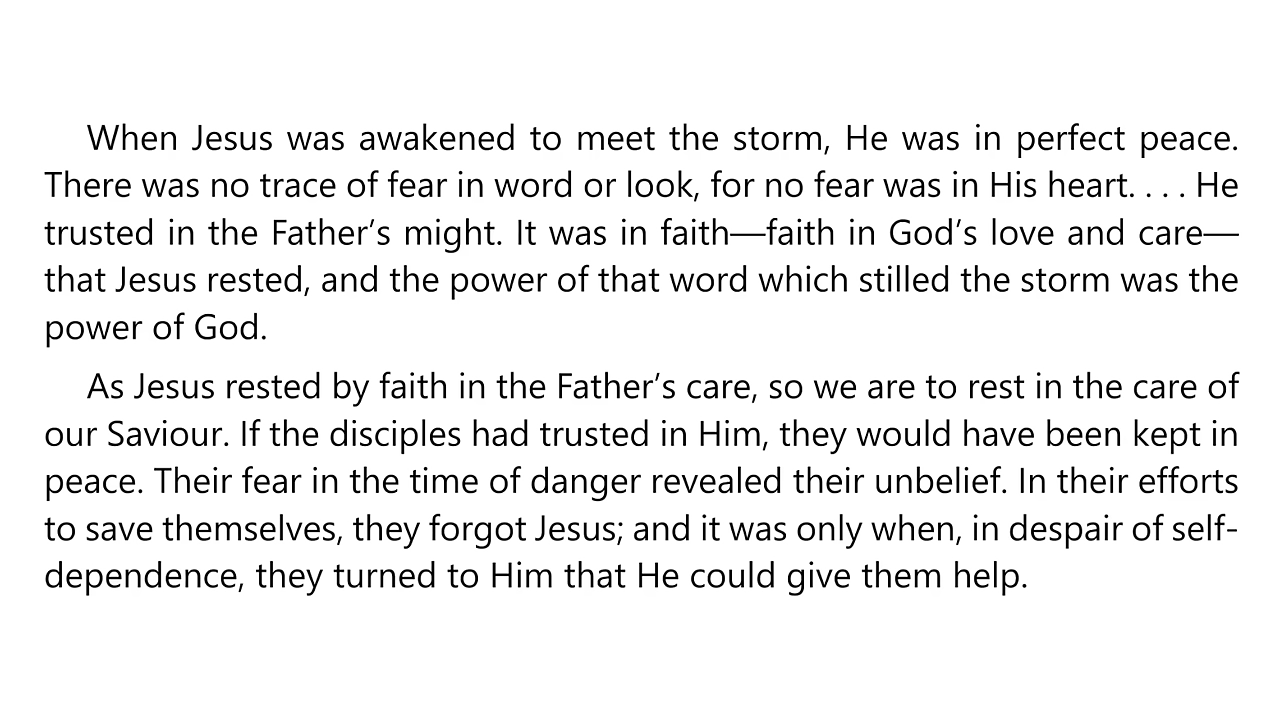 When Jesus was awakened to meet the storm, He was in perfect peace.
There was no trace of fear in word or look, for no fear was in His heart. . . . He
trusted in the Father’s might. It was in faith—faith in God’s love and care—
that Jesus rested, and the power of that word which stilled the storm was the
power of God.
As Jesus rested by faith in the Father’s care, so we are to rest in the care of
our Saviour. If the disciples had trusted in Him, they would have been kept in
peace. Their fear in the time of danger revealed their unbelief. In their efforts
to save themselves, they forgot Jesus; and it was only when, in despair of self-
dependence, they turned to Him that He could give them help.